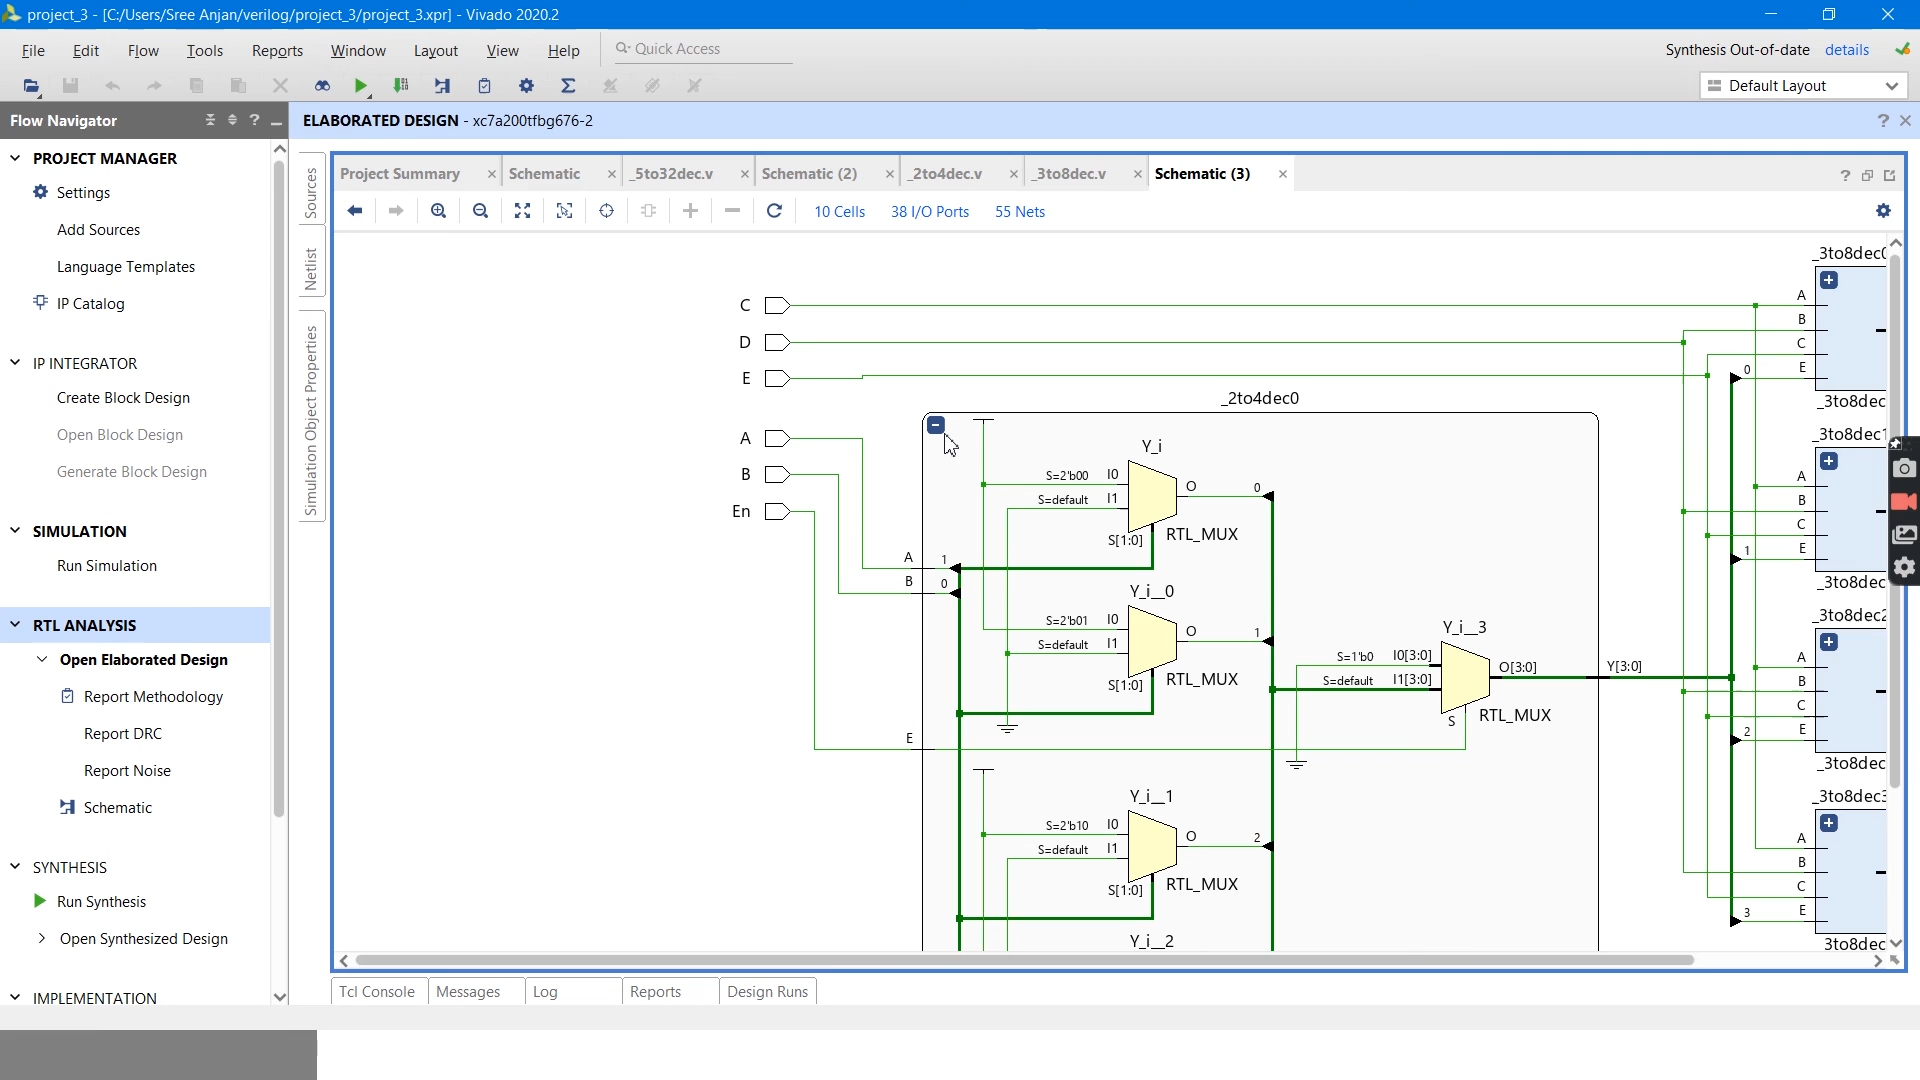 project_3 - [C:/Users/Sree Anjan/verilog/project_3/project_3.xpr] - Vivado 2020.2
File Edit Flow Tools Reports Window Layout View Help Quick Access
Synthesis Out-of-date details
Default Layout
Flow Navigator
ELABORATED DESIGN - xc7a200tfbg676-2
PROJECT MANAGER
Settings
Add Sources
Language Templates
IP Catalog
IP INTEGRATOR
Create Block Design
Open Block Design
Generate Block Design
SIMULATION
Run Simulation
RTL ANALYSIS
Open Elaborated Design
Report Methodology
Report DRC
Report Noise
Schematic
SYNTHESIS
Run Synthesis
Open Synthesized Design
IMPLEMENTATION
Sources
Netlist
Simulation Object Properties
Project Summary Schematic _5to32dec.v Schematic (2) _2to4dec.v _3to8dec.v Schematic (3)
10 Cells 38 I/O Ports 55 Nets
C
D
E
A
B
En
_2to4dec0
A 1
B 0
E
Y_i
S=2'b00 I0
S=default I1
O 0
S[1:0] RTL_MUX
Y_i__0
S=2'b01 I0
S=default I1
O 1
S[1:0] RTL_MUX
Y_i__3
S=1'b0 I0[3:0]
S=default I1[3:0]
O[3:0] Y[3:0]
S RTL_MUX
Y_i__1
S=2'b10 I0
S=default I1
O 2
S[1:0] RTL_MUX
Y_i__2
_3to8dec0
A
B
C
0 E
_3to8dec
_3to8dec1
A
B
C
1 E
_3to8dec
_3to8dec2
A
B
C
2 E
_3to8dec
_3to8dec3
A
B
C
3 E
3to8dec
Tcl Console Messages Log Reports Design Runs